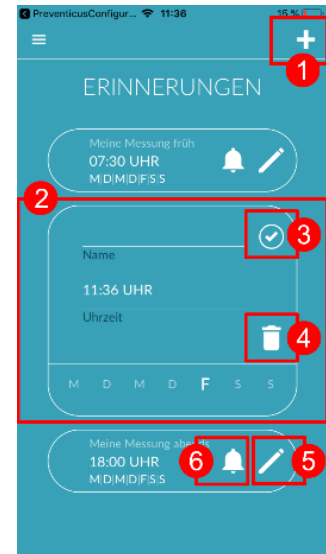 PreventicusConfigur... 11:36 15 %
1
ERINNERUNGEN
Meine Messung früh
07:30 UHR
M|D|M|D|F|S|S
2
3
Name
11:36 UHR
Uhrzeit
4
M D M D F S S
Meine Messung abends
18:00 UHR 6 5
M|D|M|D|F|S|S